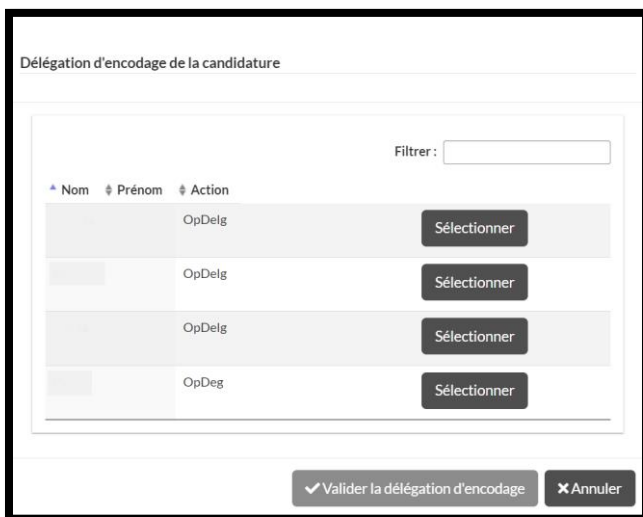 Délégation d'encodage de la candidature
Filtrer :
Nom Prénom Action
OpDelg Sélectionner
OpDelg Sélectionner
OpDelg Sélectionner
OpDeg Sélectionner
Valider la délégation d'encodage Annuler